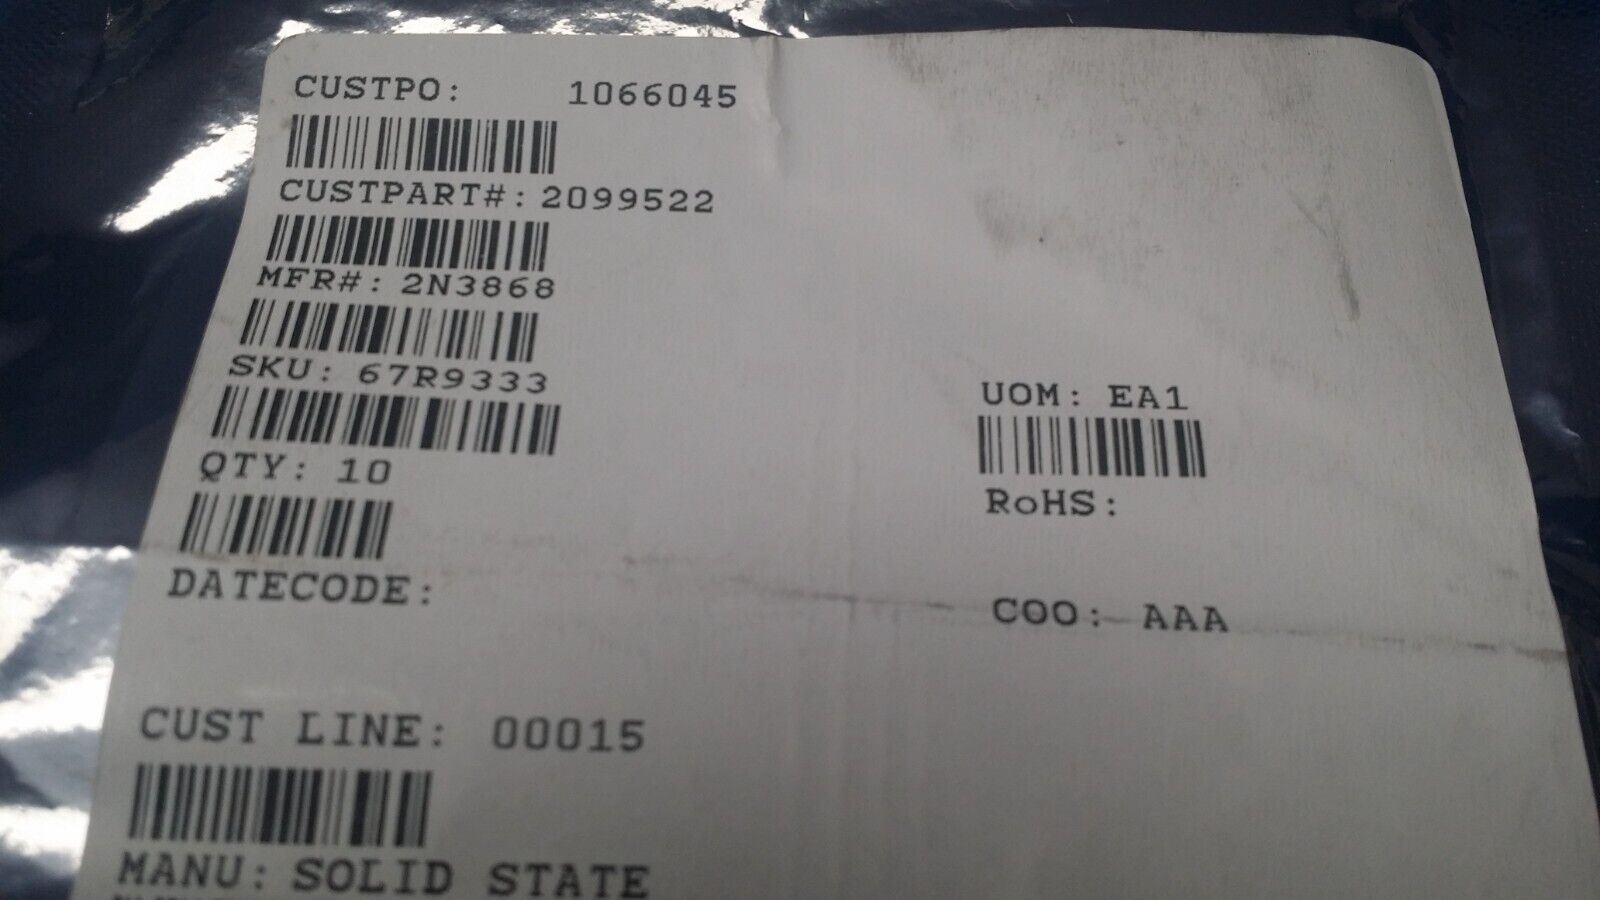 CUSTPO: 1066045
CUSTPART#: 2099522
MFR#: 2N3868
SKU: 67R9333
UOM: EA1
QTY: 10
RoHS:
DATECODE:
COO: AAA
CUST LINE: 00015
MANU: SOLID STATE